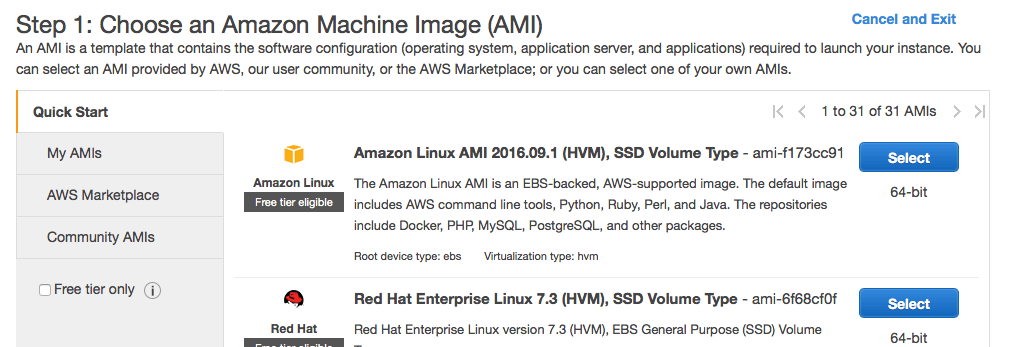 Step 1: Choose an Amazon Machine Image (AMI)
Cancel and Exit
An AMI is a template that contains the software configuration (operating system, application server, and applications) required to launch your instance. You
can select an AMI provided by AWS, our user community, or the AWS Marketplace; or you can select one of your own AMIs.
Quick Start
My AMIs
AWS Marketplace
Community AMIs
Free tier only
1 to 31 of 31 AMIs
Amazon Linux
Free tier eligible
Amazon Linux AMI 2016.09.1 (HVM), SSD Volume Type - ami-f173cc91
The Amazon Linux AMI is an EBS-backed, AWS-supported image. The default image
includes AWS command line tools, Python, Ruby, Perl, and Java. The repositories
include Docker, PHP, MySQL, PostgreSQL, and other packages.
Root device type: ebs Virtualization type: hvm
Select
64-bit
Red Hat
Free tier eligible
Red Hat Enterprise Linux 7.3 (HVM), SSD Volume Type - ami-6f68cf0f
Red Hat Enterprise Linux version 7.3 (HVM), EBS General Purpose (SSD) Volume
Select
64-bit